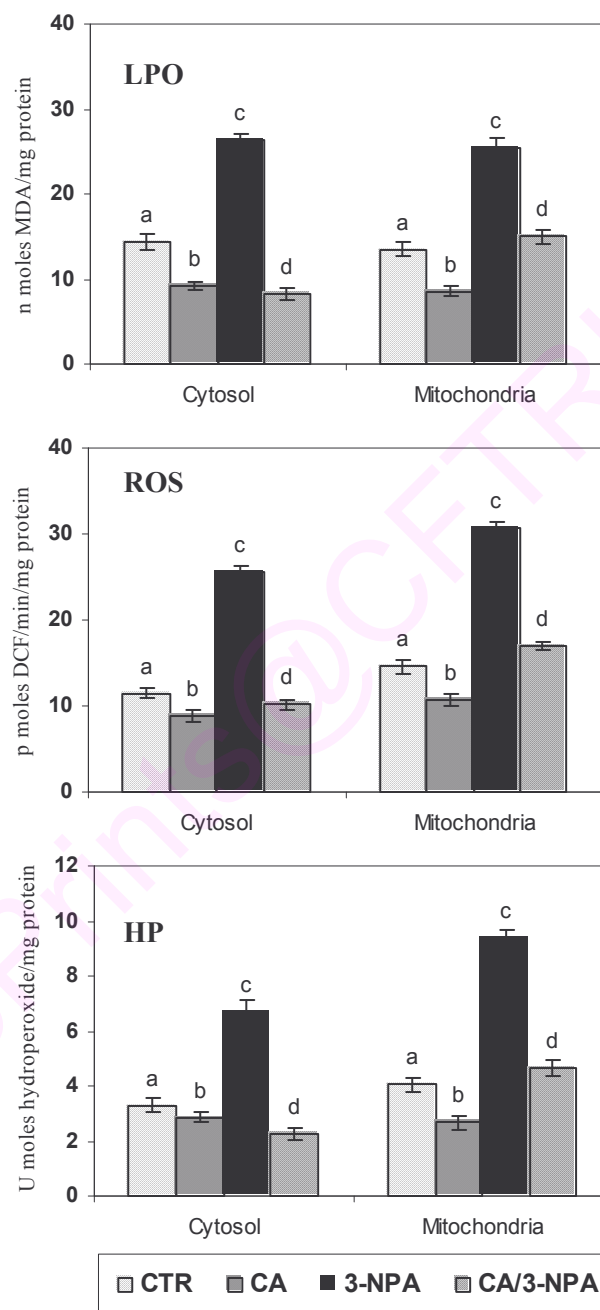 40
LPO
c
c
30
n moles MDA/mg protein
20
a
a
d
b
d
b
10
0
Cytosol
Mitochondria
40
ROS
c
c
30
p moles DCF/min/mg protein
20
a
d
a
b
d
b
10
0
Cytosol
Mitochondria
12
HP
c
10
U moles hydroperoxide/mg protein
8
c
6
a
d
4
a
b
d
b
2
0
Cytosol
Mitochondria
CTR CA 3-NPA CA/3-NPA
Prints@CFTR